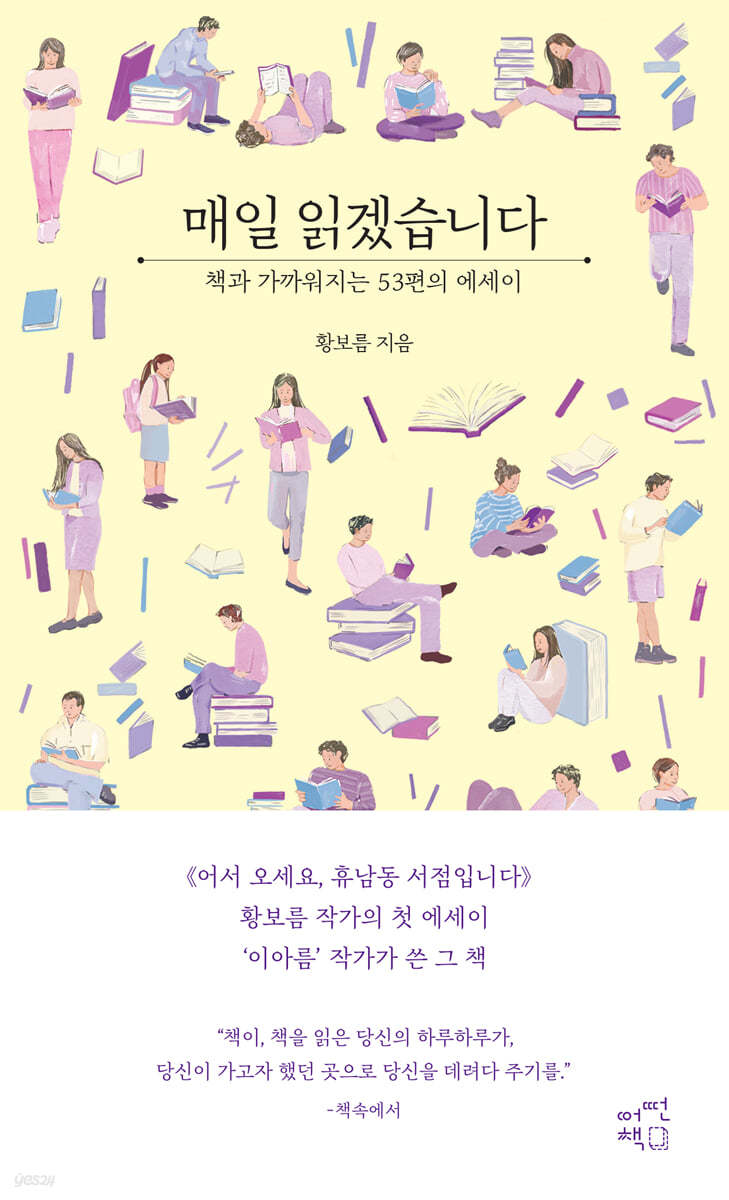 매일 읽겠습니다
책과 가까워지는 53편의 에세이
황보름 지음
《어서 오세요, 휴남동 서점입니다》
황보름 작가의 첫 에세이
‘이아름’ 작가가 쓴 그 책
“책이, 책을 읽은 당신의 하루하루가,
당신이 가고자 했던 곳으로 당신을 데려다 주기를.”
-책속에서
어떤
책
yes24